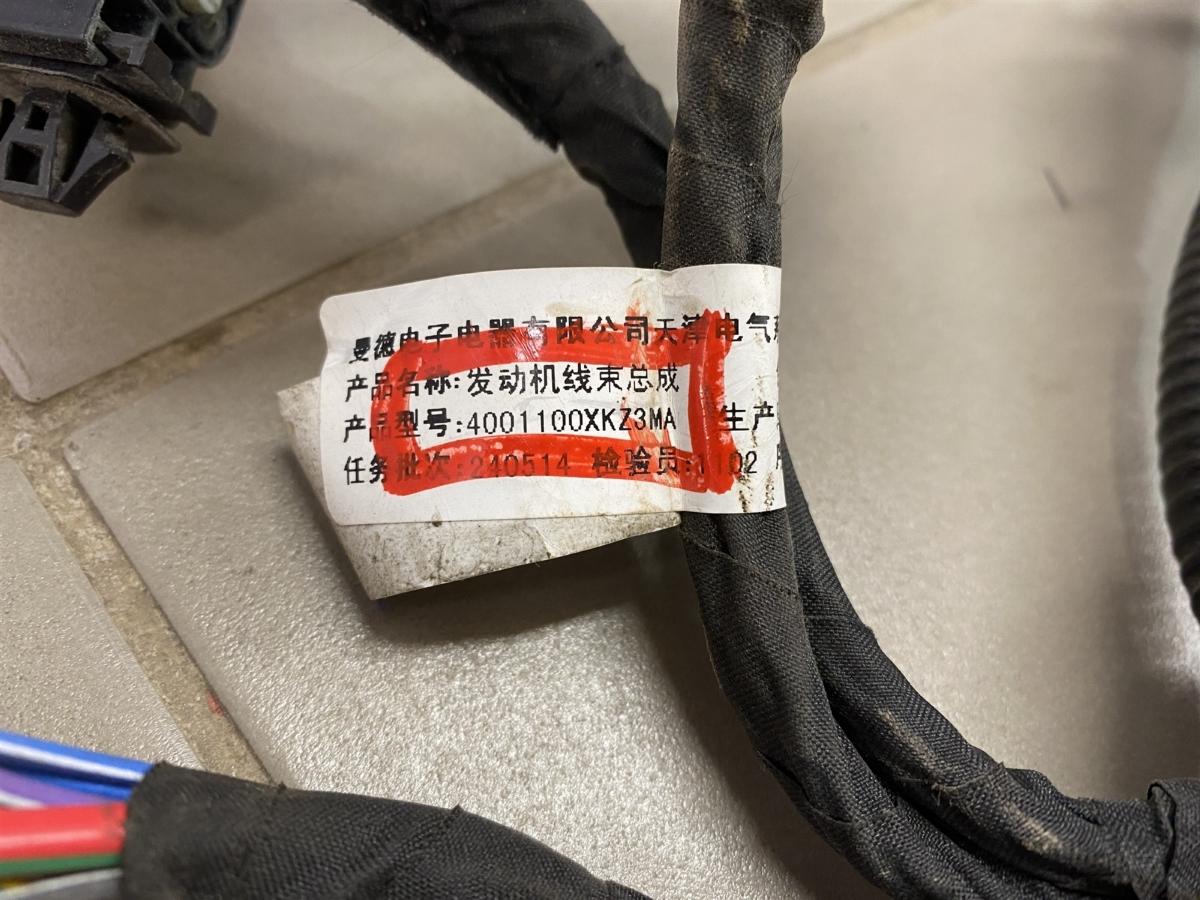 曼德电子电器有限公司天津电气
产品名称:发动机线束总成
产品型号:4001100XKZ3MA 生产
任务批次:240514 检验员:1102